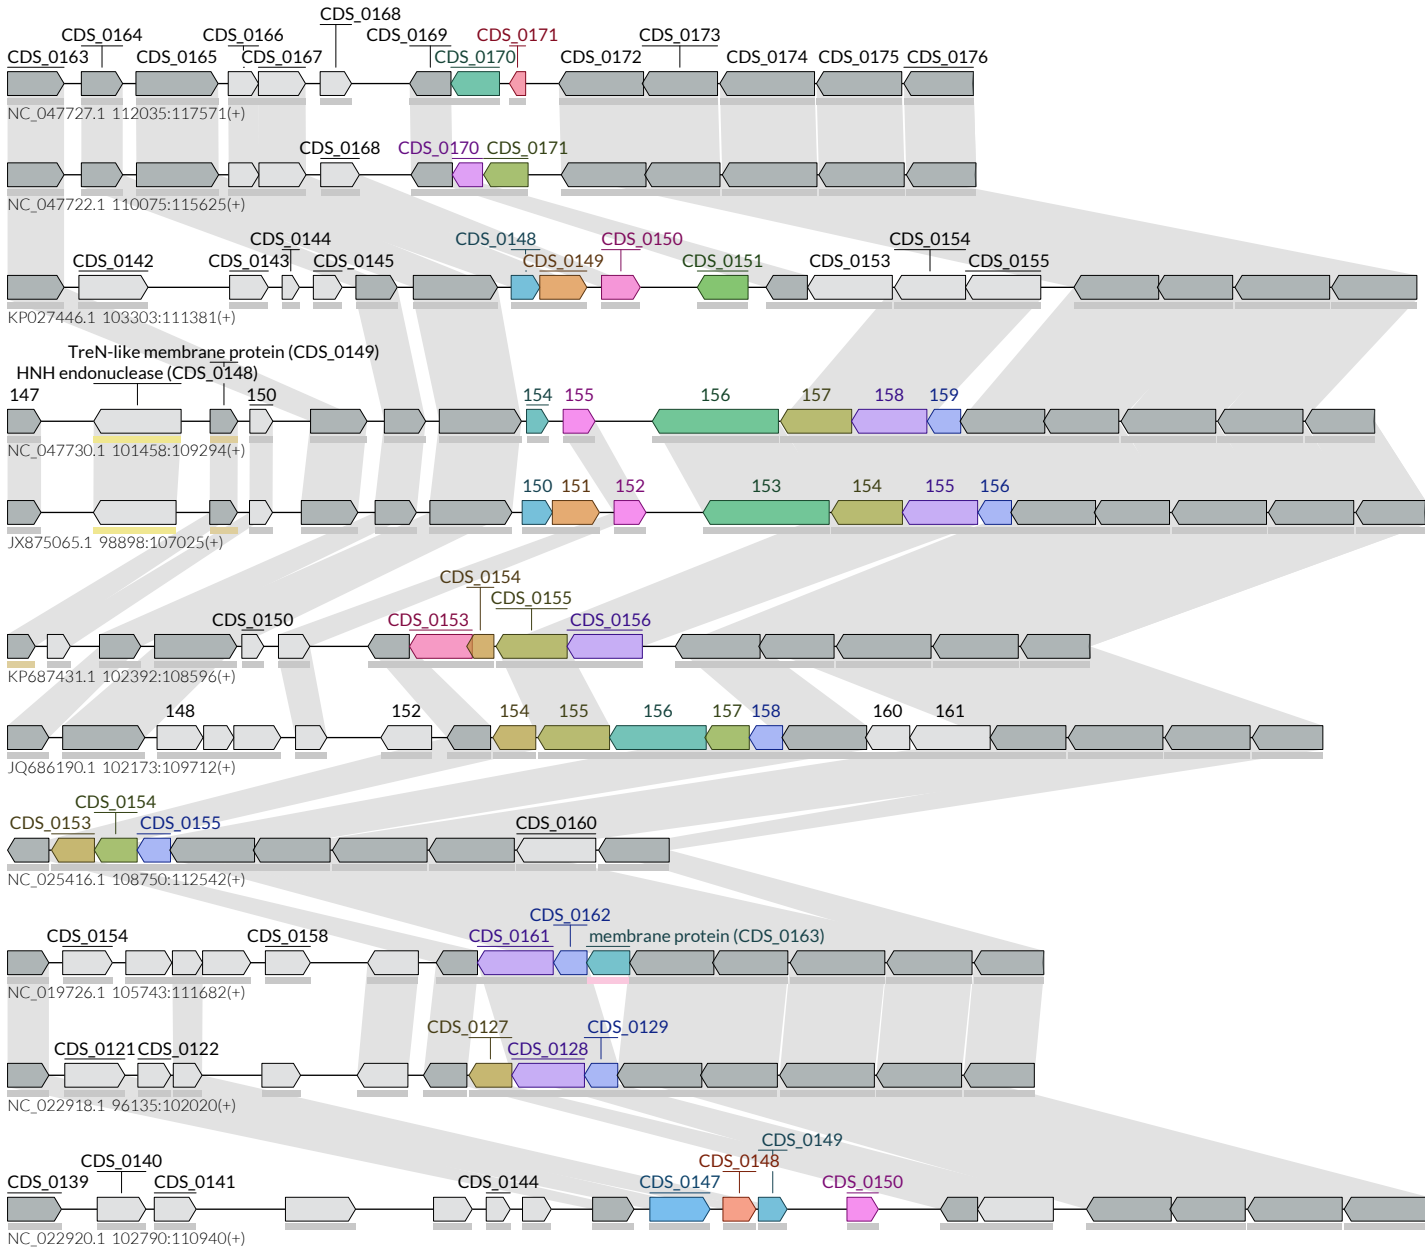 CDS_0168
CDS_0164 CDS_0166 CDS_0169 CDS_0171 CDS_0173
CDS_0163 CDS_0165 CDS_0167 CDS_0170 CDS_0172 CDS_0174 CDS_0175 CDS_0176
NC_047727.1 112035:117571(+)
CDS_0168 CDS_0170 CDS_0171
NC_047722.1 110075:115625(+)
CDS_0144 CDS_0148 CDS_0150 CDS_0154
CDS_0142 CDS_0143 CDS_0145 CDS_0149 CDS_0151 CDS_0153 CDS_0155
KP027446.1 103303:111381(+)
TreN-like membrane protein (CDS_0149)
HNH endonuclease (CDS_0148)
147 150 154 155 156 157 158 159
NC_047730.1 101458:109294(+)
150 151 152 153 154 155 156
JX875065.1 98898:107025(+)
CDS_0154
CDS_0155
CDS_0150 CDS_0153 CDS_0156
KP687431.1 102392:108596(+)
148 152 154 155 156 157 158 160 161
JQ686190.1 102173:109712(+)
CDS_0154
CDS_0153 CDS_0155 CDS_0160
NC_025416.1 108750:112542(+)
CDS_0162
CDS_0154 CDS_0158 CDS_0161 membrane protein (CDS_0163)
NC_019726.1 105743:111682(+)
CDS_0127 CDS_0129
CDS_0121 CDS_0122 CDS_0128
NC_022918.1 96135:102020(+)
CDS_0149
CDS_0140 CDS_0148
CDS_0139 CDS_0141 CDS_0144 CDS_0147 CDS_0150
NC_022920.1 102790:110940(+)